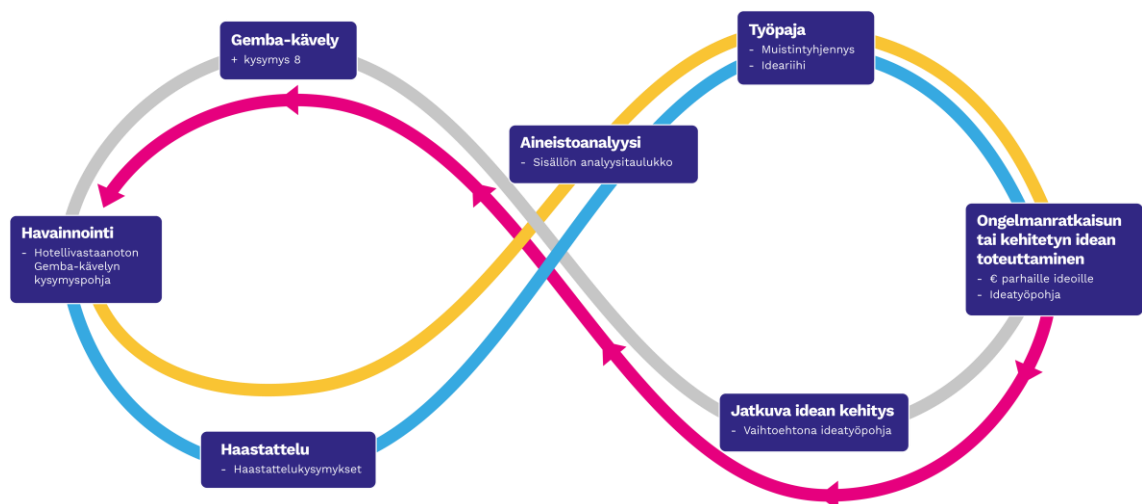 Gemba-kävely
+ kysymys 8
Työpaja
- Muistintyhjennys
- Ideariihi
Aineistoanalyysi
- Sisällön analyysitaulukko
Havainnointi
- Hotellivastaanoton
Gemba-kävelyn
kysymyspohja
Ongelmanratkaisun
tai kehitetyn idean
toteuttaminen
- € parhaille ideoille
- Ideatyöpohja
Jatkuva idean kehitys
- Vaihtoehtona ideatyöpohja
Haastattelu
- Haastattelukysymykset